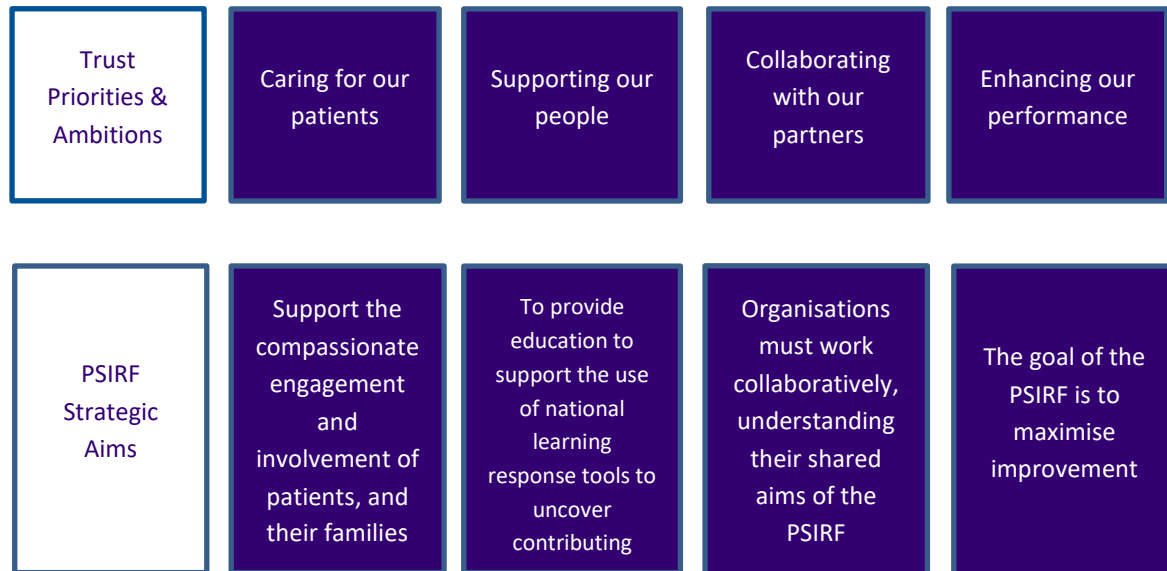 Trust
Priorities &
Ambitions
Caring for our
patients
Supporting our
people
Collaborating
with our
partners
Enhancing our
performance
PSIRF
Strategic
Aims
Support the
compassionate
engagement
and
involvement of
patients, and
their families
To provide
education to
support the use
of national
learning
response tools to
uncover
contributing
Organisations
must work
collaboratively,
understanding
their shared
aims of the
PSIRF
The goal of the
PSIRF is to
maximise
improvement